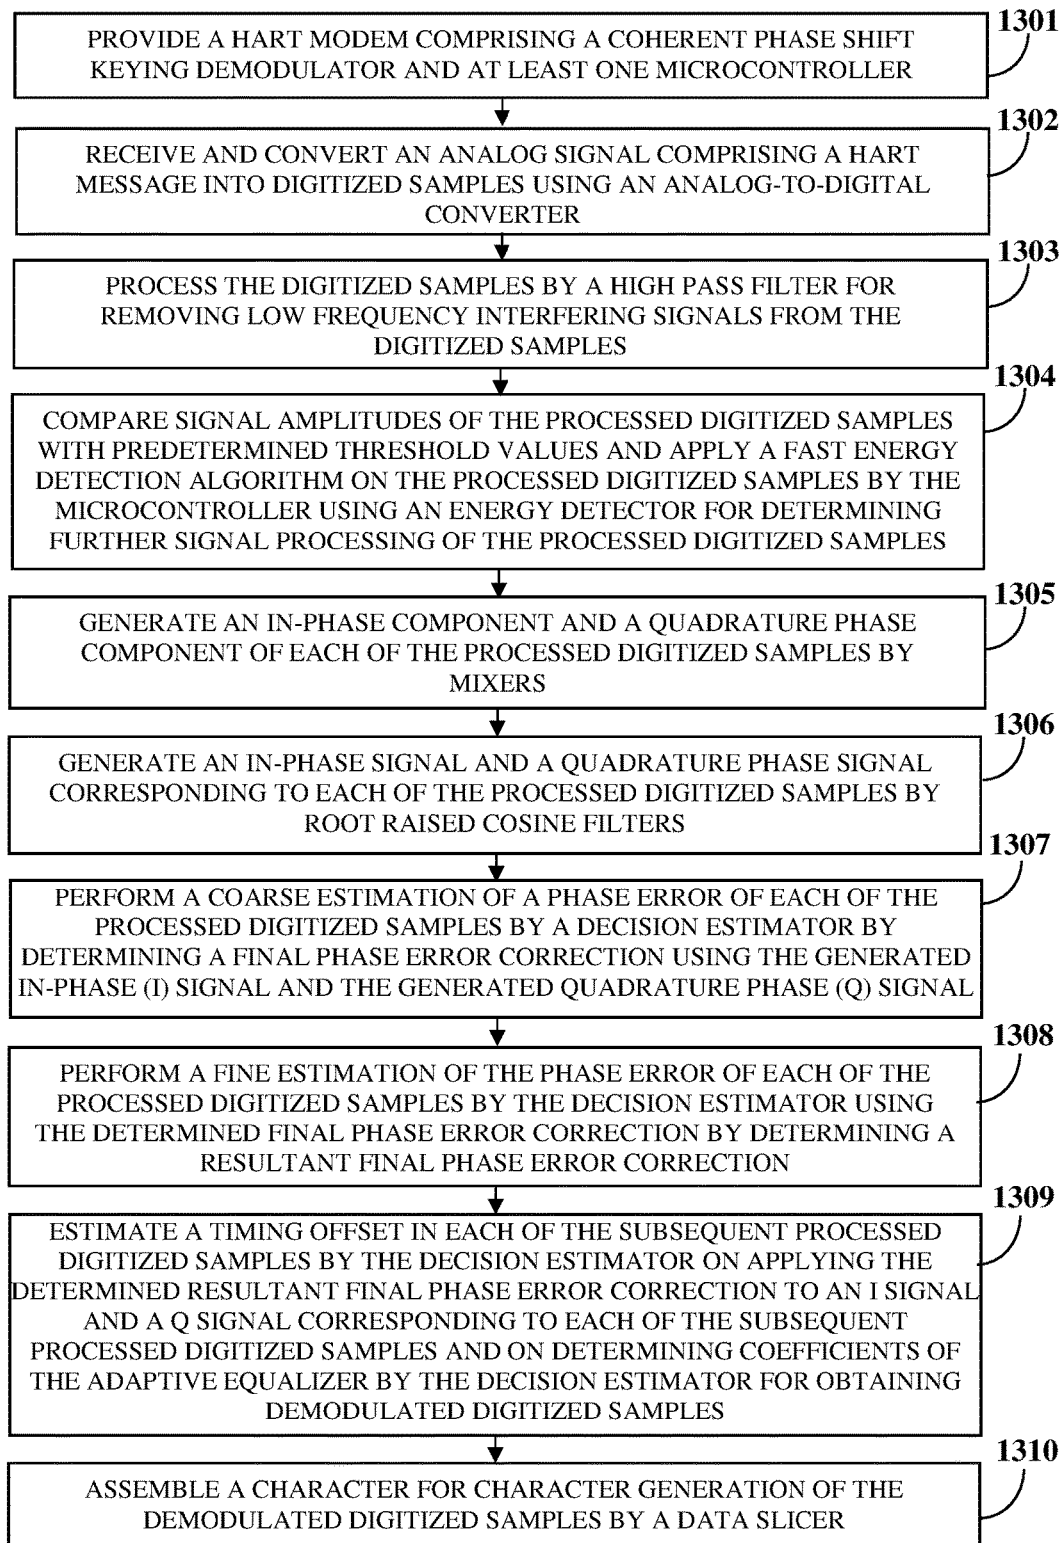 1301
PROVIDE A HART MODEM COMPRISING A COHERENT PHASE SHIFT
KEYING DEMODULATOR AND AT LEAST ONE MICROCONTROLLER
1302
RECEIVE AND CONVERT AN ANALOG SIGNAL COMPRISING A HART
MESSAGE INTO DIGITIZED SAMPLES USING AN ANALOG-TO-DIGITAL
CONVERTER
1303
PROCESS THE DIGITIZED SAMPLES BY A HIGH PASS FILTER FOR
REMOVING LOW FREQUENCY INTERFERING SIGNALS FROM THE
DIGITIZED SAMPLES
1304
COMPARE SIGNAL AMPLITUDES OF THE PROCESSED DIGITIZED SAMPLES
WITH PREDETERMINED THRESHOLD VALUES AND APPLY A FAST ENERGY
DETECTION ALGORITHM ON THE PROCESSED DIGITIZED SAMPLES BY THE
MICROCONTROLLER USING AN ENERGY DETECTOR FOR DETERMINING
FURTHER SIGNAL PROCESSING OF THE PROCESSED DIGITIZED SAMPLES
1305
GENERATE AN IN-PHASE COMPONENT AND A QUADRATURE PHASE
COMPONENT OF EACH OF THE PROCESSED DIGITIZED SAMPLES BY
MIXERS
1306
GENERATE AN IN-PHASE SIGNAL AND A QUADRATURE PHASE SIGNAL
CORRESPONDING TO EACH OF THE PROCESSED DIGITIZED SAMPLES BY
ROOT RAISED COSINE FILTERS
1307
PERFORM A COARSE ESTIMATION OF A PHASE ERROR OF EACH OF THE
PROCESSED DIGITIZED SAMPLES BY A DECISION ESTIMATOR BY
DETERMINING A FINAL PHASE ERROR CORRECTION USING THE GENERATED
IN-PHASE (I) SIGNAL AND THE GENERATED QUADRATURE PHASE (Q) SIGNAL
1308
PERFORM A FINE ESTIMATION OF THE PHASE ERROR OF EACH OF THE
PROCESSED DIGITIZED SAMPLES BY THE DECISION ESTIMATOR USING
THE DETERMINED FINAL PHASE ERROR CORRECTION BY DETERMINING A
RESULTANT FINAL PHASE ERROR CORRECTION
1309
ESTIMATE A TIMING OFFSET IN EACH OF THE SUBSEQUENT PROCESSED
DIGITIZED SAMPLES BY THE DECISION ESTIMATOR ON APPLYING THE
DETERMINED RESULTANT FINAL PHASE ERROR CORRECTION TO AN I SIGNAL
AND A Q SIGNAL CORRESPONDING TO EACH OF THE SUBSEQUENT
PROCESSED DIGITIZED SAMPLES AND ON DETERMINING COEFFICIENTS OF
THE ADAPTIVE EQUALIZER BY THE DECISION ESTIMATOR FOR OBTAINING
DEMODULATED DIGITIZED SAMPLES
1310
ASSEMBLE A CHARACTER FOR CHARACTER GENERATION OF THE
DEMODULATED DIGITIZED SAMPLES BY A DATA SLICER